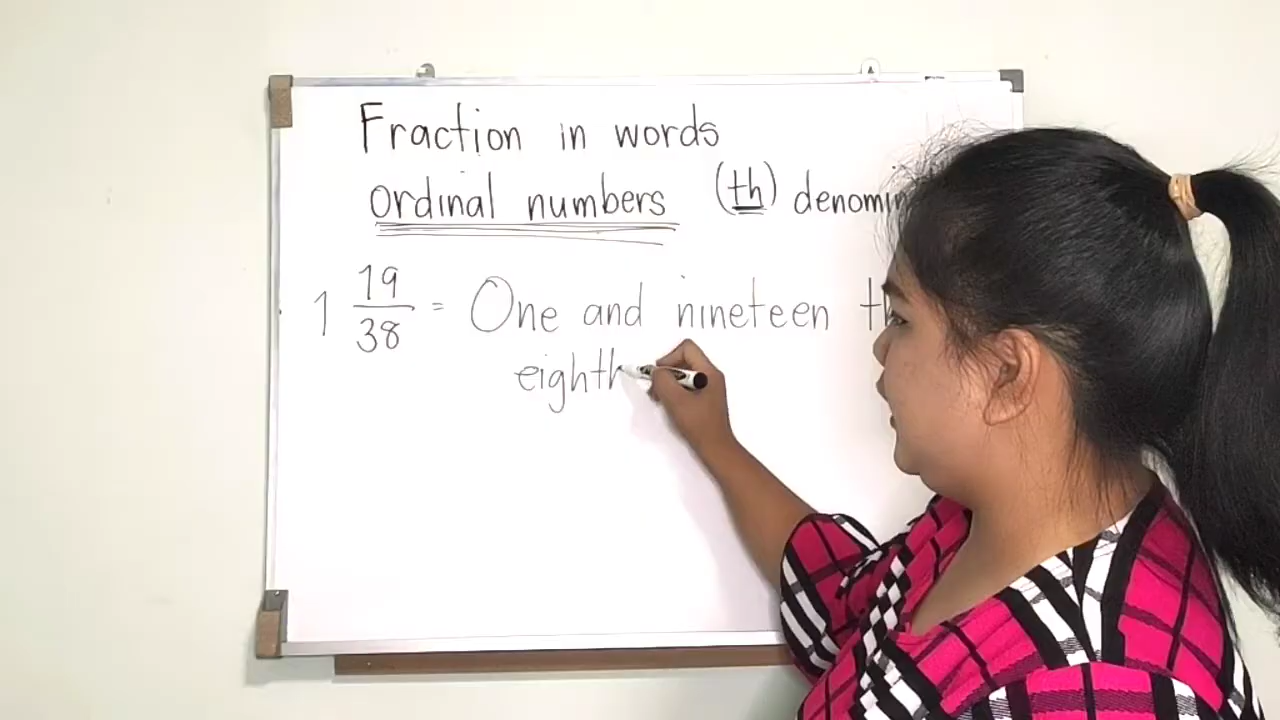 Fraction in words
ordinal numbers (th) denomin
1 19/38 = One and nineteen th
eighth